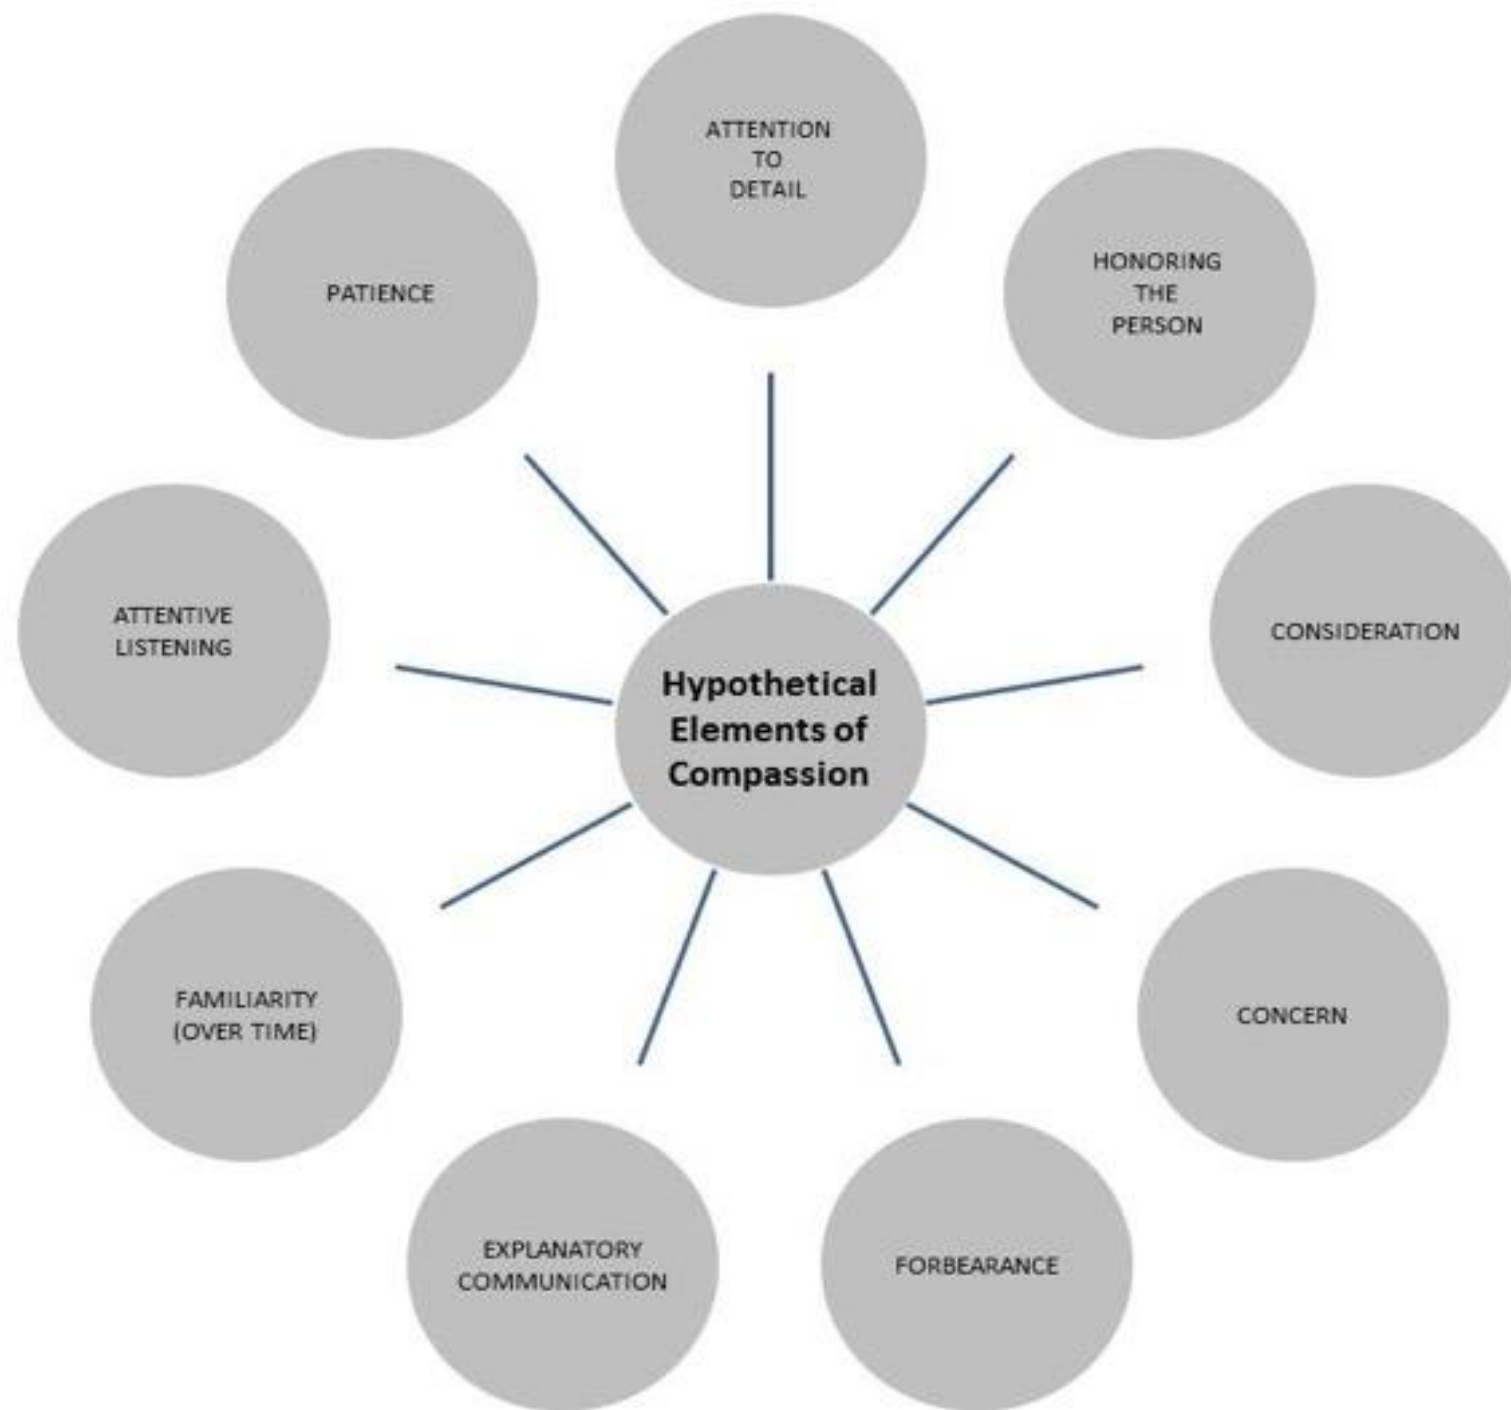 ATTENTION
TO
DETAIL
HONORING
THE
PERSON
CONSIDERATION
CONCERN
FORBEARANCE
EXPLANATORY
COMMUNICATION
FAMILIARITY
(OVER TIME)
ATTENTIVE
LISTENING
PATIENCE
Hypothetical
Elements of
Compassion